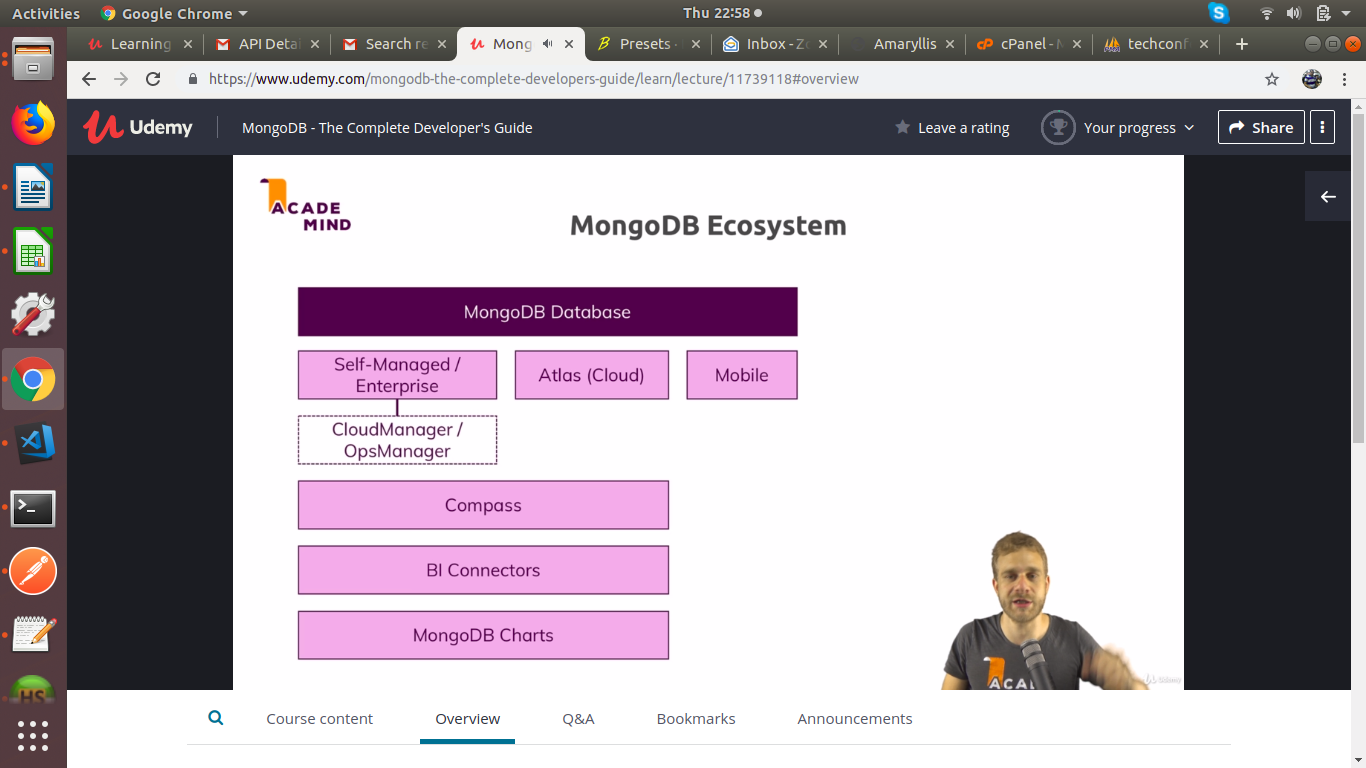 Activities
Google Chrome
Thu 22:58
Learning
API Detai
Search re
Mong
Presets -
Inbox - Zo
Amaryllis
cPanel - M
techconf
https://www.udemy.com/mongodb-the-complete-developers-guide/learn/lecture/11739118#overview
Udemy
MongoDB - The Complete Developer's Guide
Leave a rating
Your progress
Share
ACADE
MIND
MongoDB Ecosystem
MongoDB Database
Self-Managed /
Enterprise
Atlas (Cloud)
Mobile
CloudManager /
OpsManager
Compass
BI Connectors
MongoDB Charts
ACA
Udemy
HS
Course content
Overview
Q&A
Bookmarks
Announcements